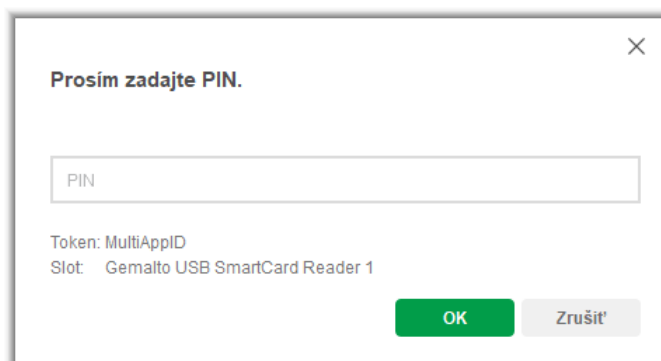 Prosím zadajte PIN.
PIN
Token: MultiAppID
Slot: Gemalto USB SmartCard Reader 1
OK Zrušiť